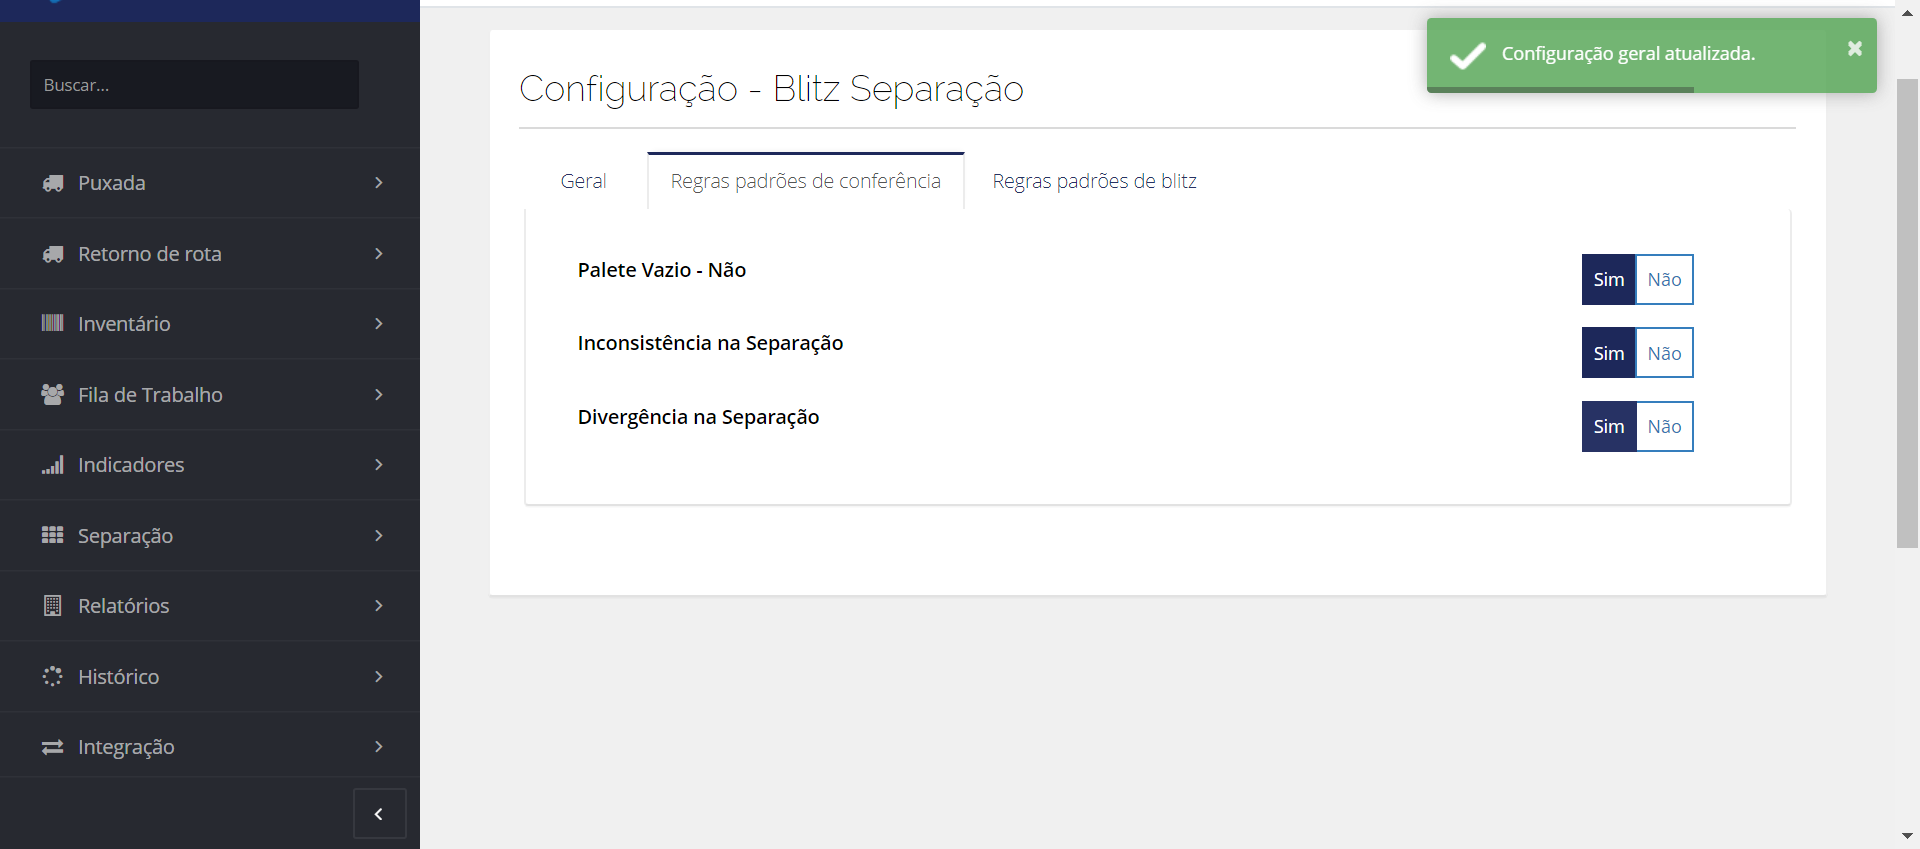 Buscar...
Puxada
Retorno de rota
Inventário
Fila de Trabalho
Indicadores
Separação
Relatórios
Histórico
Integração
Configuração geral atualizada.
Configuração - Blitz Separação
Geral
Regras padrões de conferência
Regras padrões de blitz
Palete Vazio - Não
Sim Não
Inconsistência na Separação
Sim Não
Divergência na Separação
Sim Não